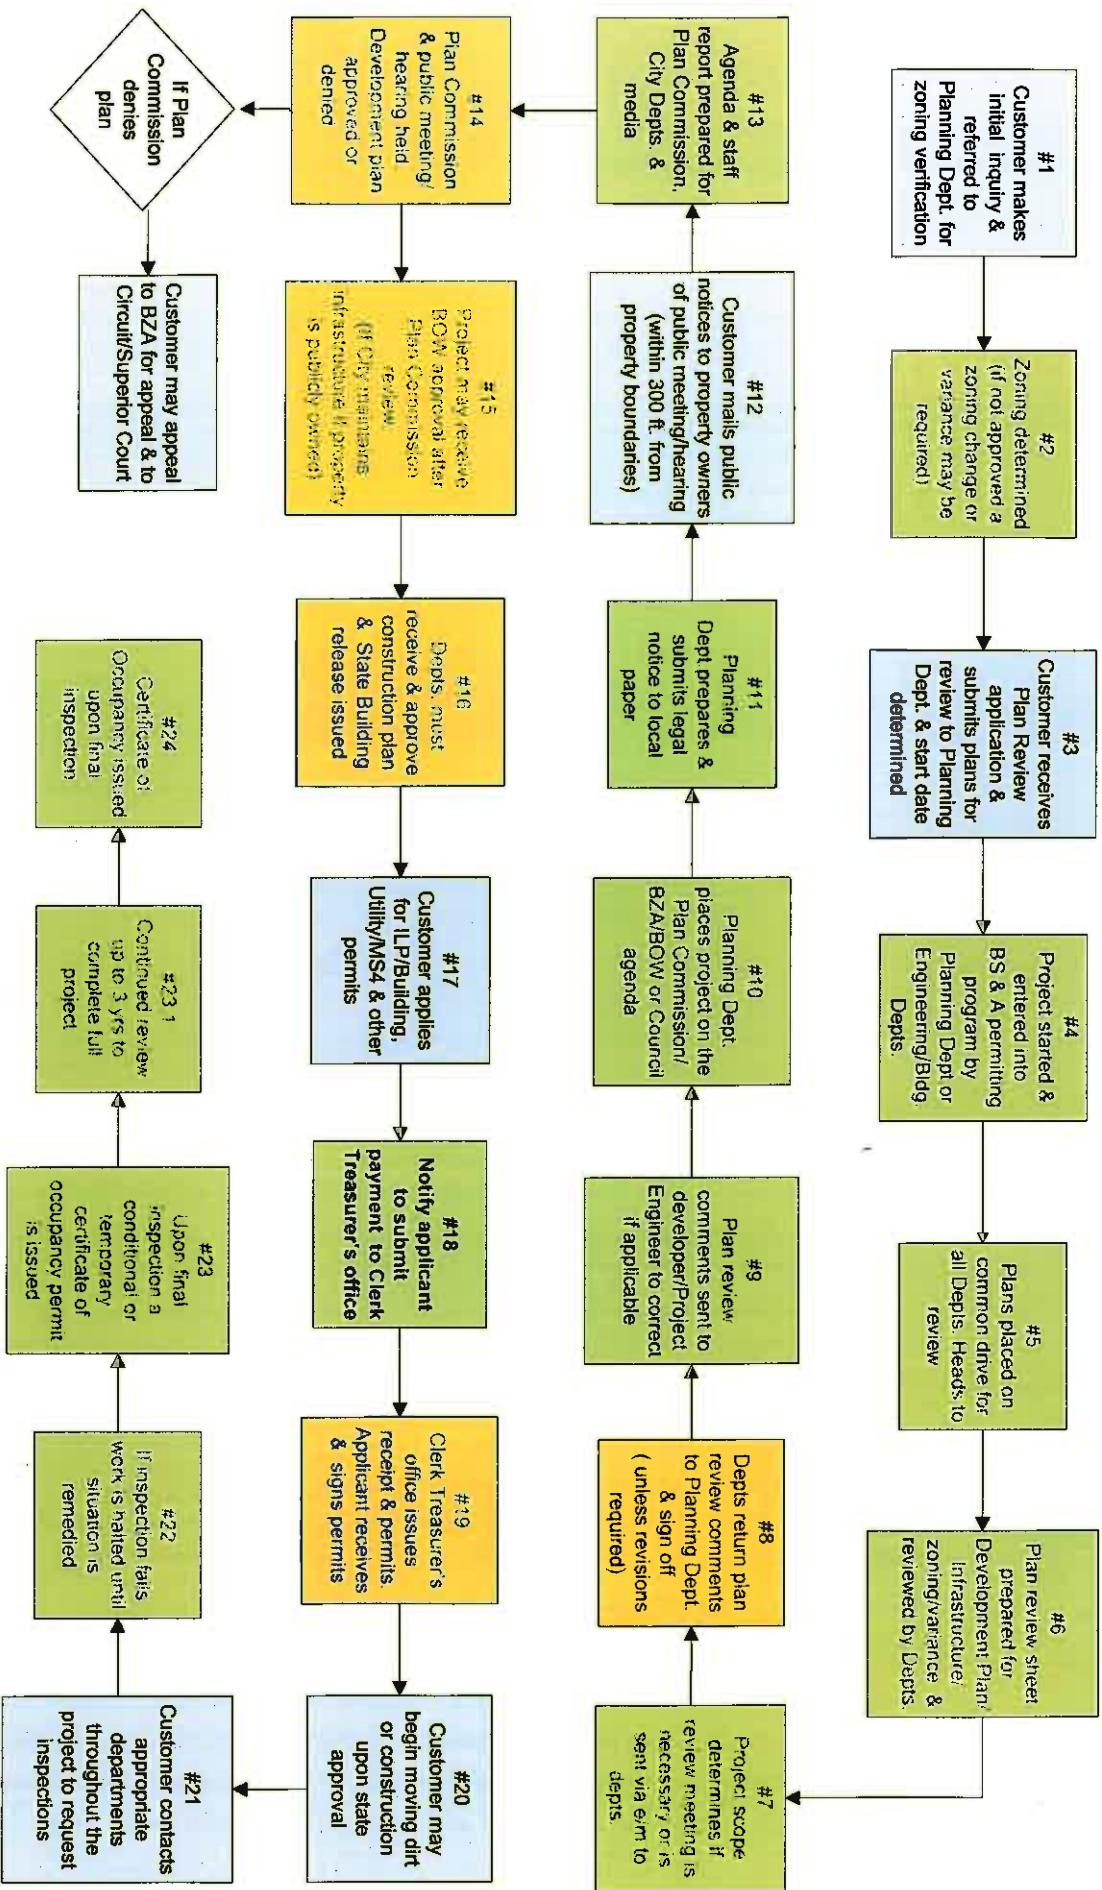 #1
Customer makes
initial inquiry &
referred to
Planning Dept. for
zoning verification
#2
Zoning determined
(if not approved a
zoning change or
variance may be
required)
#3
Customer receives
Plan Review
application &
submits plans for
review to Planning
Dept. & start date
determined
#4
Project started &
entered into
BS & A permitting
program by
Planning Dept or
Engineering/Bldg.
Depts.
#5
Plans placed on
common drive for
all Depts. Heads to
review
#6
Plan review sheet
prepared for
Development Plan/
Infrastructure/
zoning/variance &
reviewed by Depts.
#7
Project scope
determines if
review meeting is
necessary or is
sent via e/m to
depts.
#8
Depts return plan
review comments
to Planning Dept.
& sign off
( unless revisions
required)
#9
Plan review
comments sent to
developer/Project
Engineer to correct
if applicable
#10
Planning Dept.
places project on the
Plan Commission/
BZA/BOW or Council
agenda
#11
Planning
Dept.prepares &
submits legal
notice to local
paper
#12
Customer mails public
notices to property owners
of public meeting/hearing
(within 300 ft. from
property boundaries)
#13
Agenda & staff
report prepared for
Plan Commission,
City Depts. &
media
#14
Plan Commission
& public meeting/
hearing held.
Development plan
approved or
denied
If Plan
Commission
denies
plan
Customer may appeal
to BZA for appeal & to
Circuit/Superior Court
#15
Project may receive
BOW approval after
Plan Commission
review.
(If City maintains
infrastructure if property
is publicly owned)
#16
Depts. must
receive & approve
construction plan
& State Building
release issued
#17
Customer applies
for ILP/Building,
Utility/MS4 & other
permits
#18
Notify applicant
to submit
payment to Clerk
Treasurer's office
#19
Clerk Treasurer's
office issues
receipt & permits.
Applicant receives
& signs permits
#20
Customer may
begin moving dirt
or construction
upon state
approval
#21
Customer contacts
appropriate
departments
throughout the
project to request
inspections
#22
If inspection fails
work is halted until
situation is
remedied
#23
Upon final
inspection a
conditional or
temporary
certificate of
occupancy permit
is issued
#23.1
Continued review
up to 3 yrs to
complete full
project
#24
Certificate of
Occupancy issued
upon final
inspection